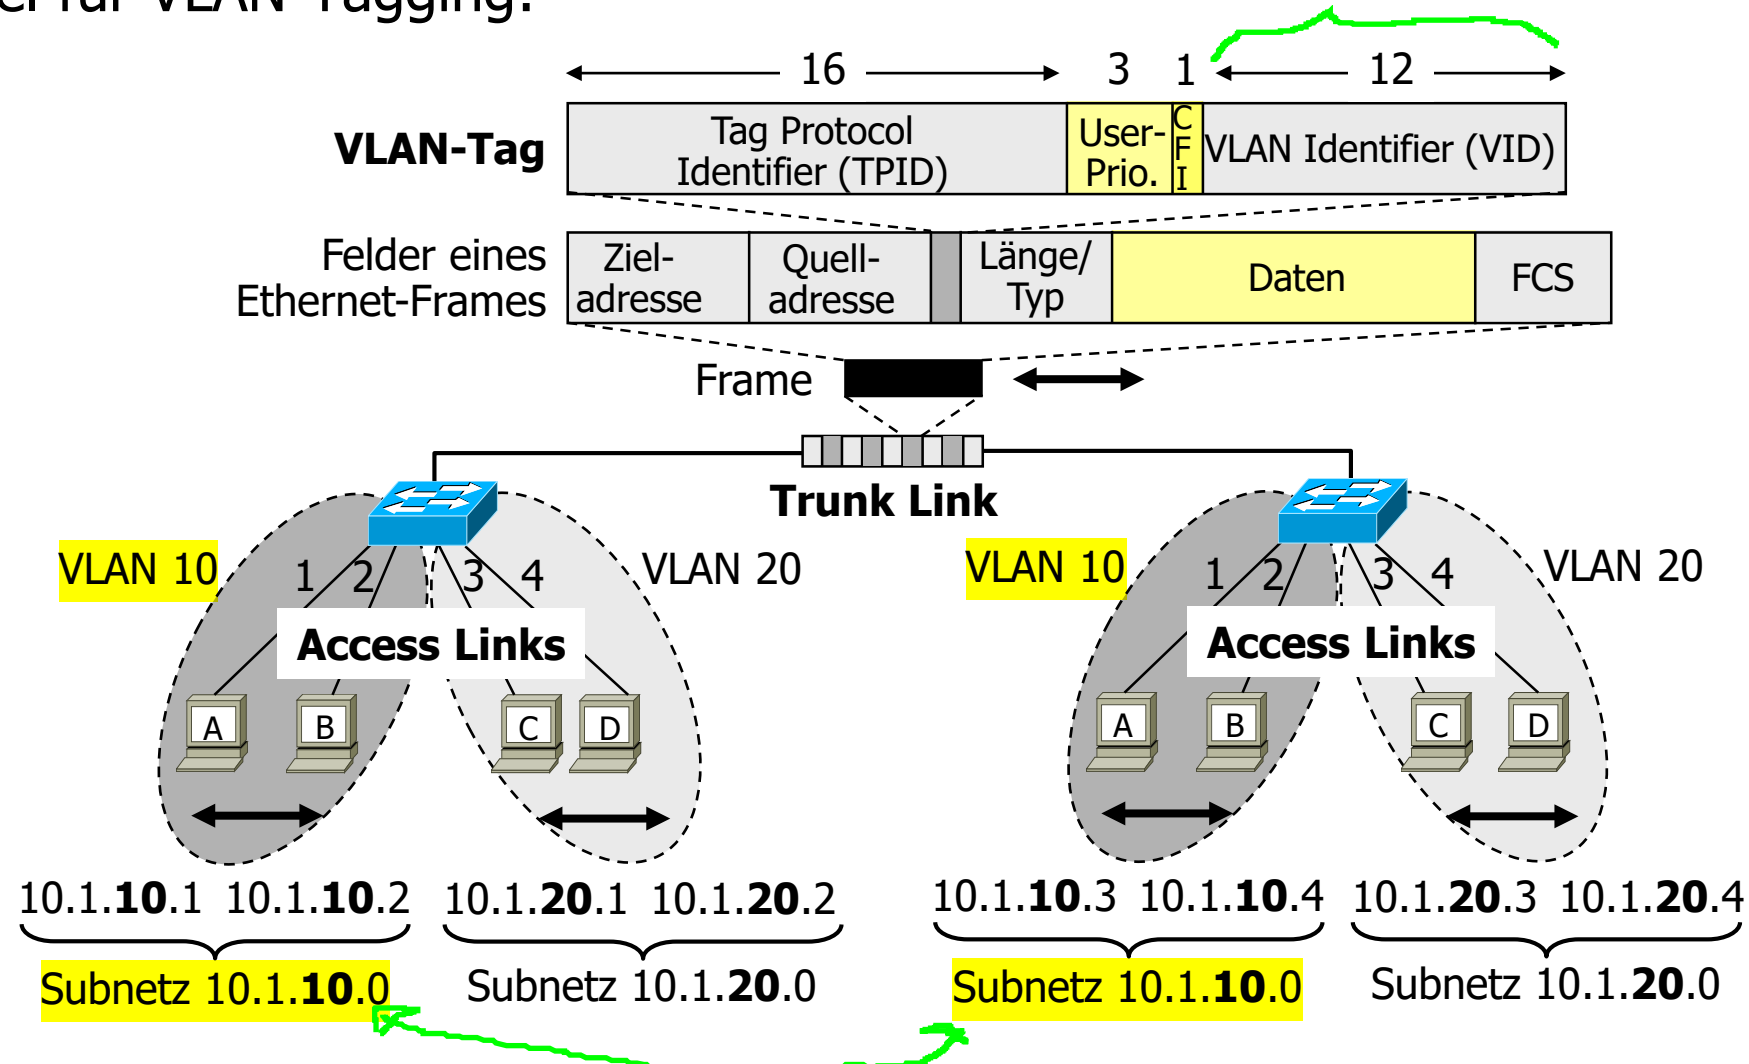 für VLAN-Tagging:
16 3 1 12
VLAN-Tag
Tag Protocol
Identifier (TPID)
User-
Prio.
C
F
I
VLAN Identifier (VID)
Felder eines
Ethernet-Frames
Ziel-
adresse
Quell-
adresse
Länge/
Typ
Daten
FCS
Frame
Trunk Link
VLAN 10
1 2 3 4
VLAN 20
Access Links
A B C D
VLAN 10
1 2 3 4
VLAN 20
Access Links
A B C D
10.1.10.1 10.1.10.2 10.1.20.1 10.1.20.2
10.1.10.3 10.1.10.4 10.1.20.3 10.1.20.4
Subnetz 10.1.10.0
Subnetz 10.1.20.0
Subnetz 10.1.10.0
Subnetz 10.1.20.0